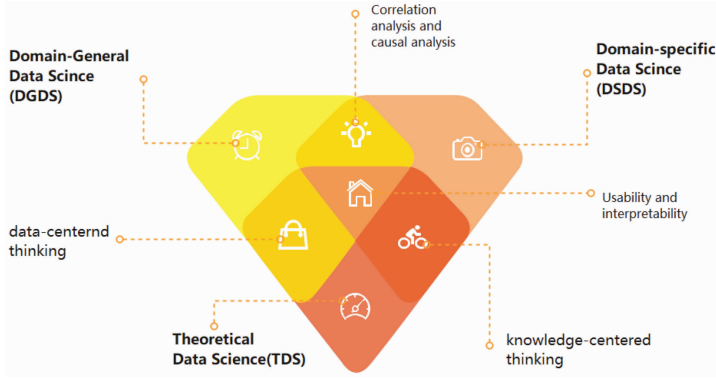 Correlation
analysis and
causal analysis
Domain-General
Data Scince
(DGDS)
Domain-specific
Data Scince
(DSDS)
Usability and
interpretability
data-centernd
thinking
Theoretical
Data Science(TDS)
knowledge-centered
thinking